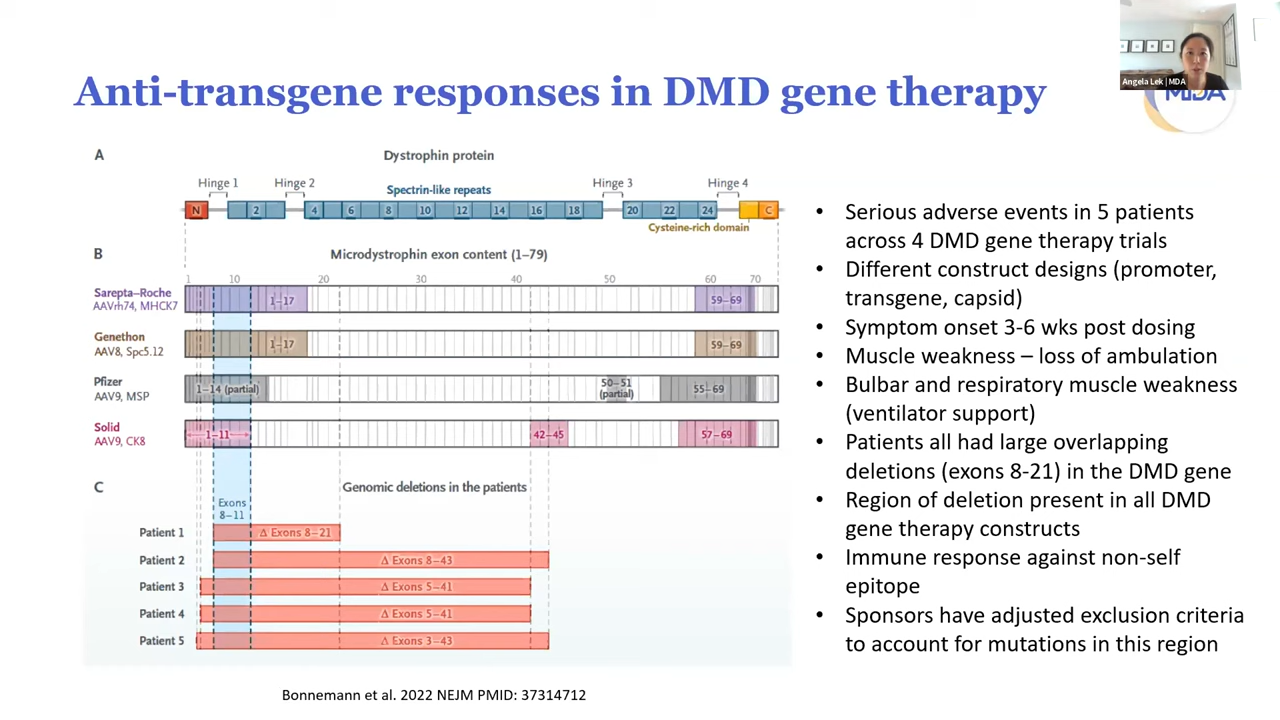 Angela Lek | MDA
MDA
Anti-transgene responses in DMD gene therapy
A
Dystrophin protein
Hinge 1
Hinge 2
Spectrin-like repeats
Hinge 3
Hinge 4
N
2
4
6
8
10
12
14
16
18
20
22
24
C
Cysteine-rich domain
B
Microdystrophin exon content (1–79)
1
10
20
30
40
50
60
70
Sarepta–Roche
AAVrh74, MHCK7
1–17
59–69
Genethon
AAV8, Spc5.12
1–17
59–69
Pfizer
AAV9, MSP
1–14 (partial)
50–51
(partial)
55–69
Solid
AAV9, CK8
1–11
42–45
57–69
C
Genomic deletions in the patients
Exons
8–11
Patient 1
Δ Exons 8–21
Patient 2
Δ Exons 8–43
Patient 3
Δ Exons 5–41
Patient 4
Δ Exons 5–41
Patient 5
Δ Exons 3–43
• Serious adverse events in 5 patients
across 4 DMD gene therapy trials
• Different construct designs (promoter,
transgene, capsid)
• Symptom onset 3-6 wks post dosing
• Muscle weakness – loss of ambulation
• Bulbar and respiratory muscle weakness
(ventilator support)
• Patients all had large overlapping
deletions (exons 8-21) in the DMD gene
• Region of deletion present in all DMD
gene therapy constructs
• Immune response against non-self
epitope
• Sponsors have adjusted exclusion criteria
to account for mutations in this region
Bonnemann et al. 2022 NEJM PMID: 37314712